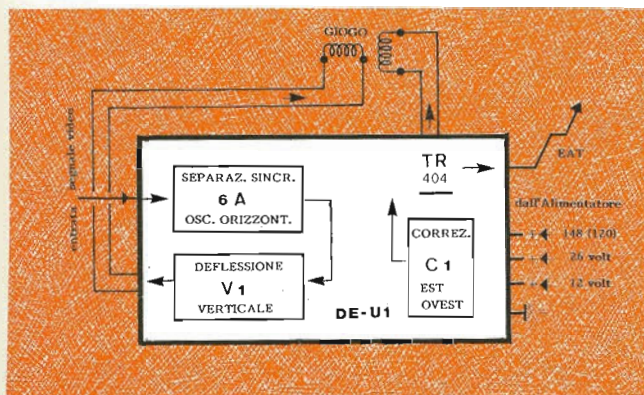 GIOGO
EAT
entrata segnale video
SEPARAZ. SINCR.
6 A
OSC. ORIZZONT.
TR
404
dall'Alimentatore
+ 148 (120)
+ 26 volt
+ 12 volt
CORREZ.
C 1
EST
OVEST
DEFLESSIONE
V 1
VERTICALE
DE-U1